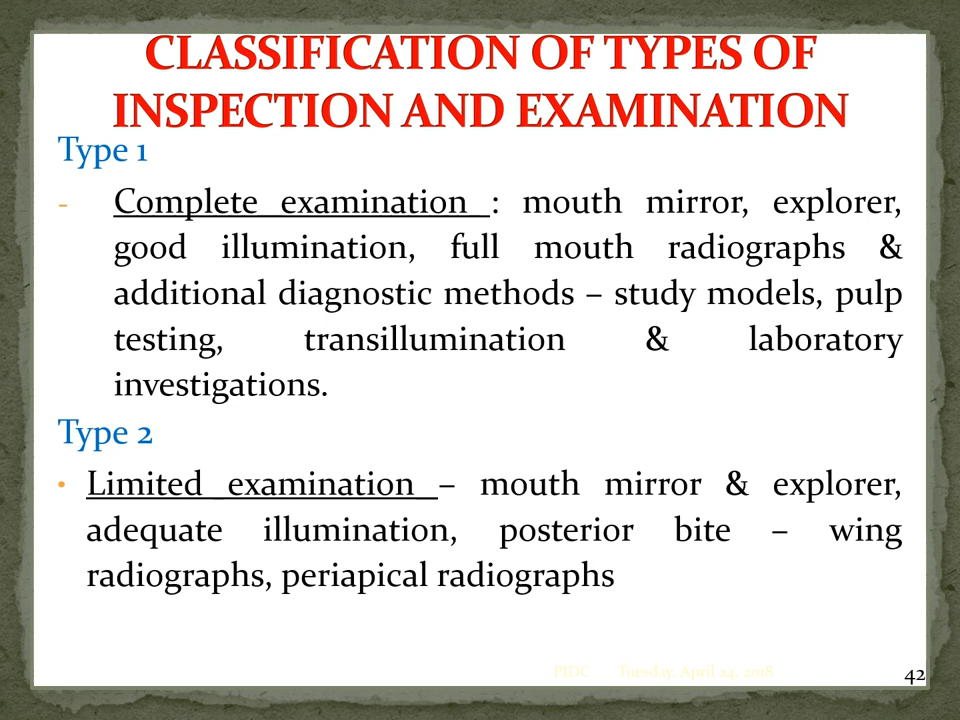 CLASSIFICATION OF TYPES OF
INSPECTION AND EXAMINATION
Type 1
- Complete examination : mouth mirror, explorer,
good illumination, full mouth radiographs &
additional diagnostic methods – study models, pulp
testing, transillumination & laboratory
investigations.
Type 2
• Limited examination – mouth mirror & explorer,
adequate illumination, posterior bite – wing
radiographs, periapical radiographs
PIDC Tuesday, April 24, 2018
42